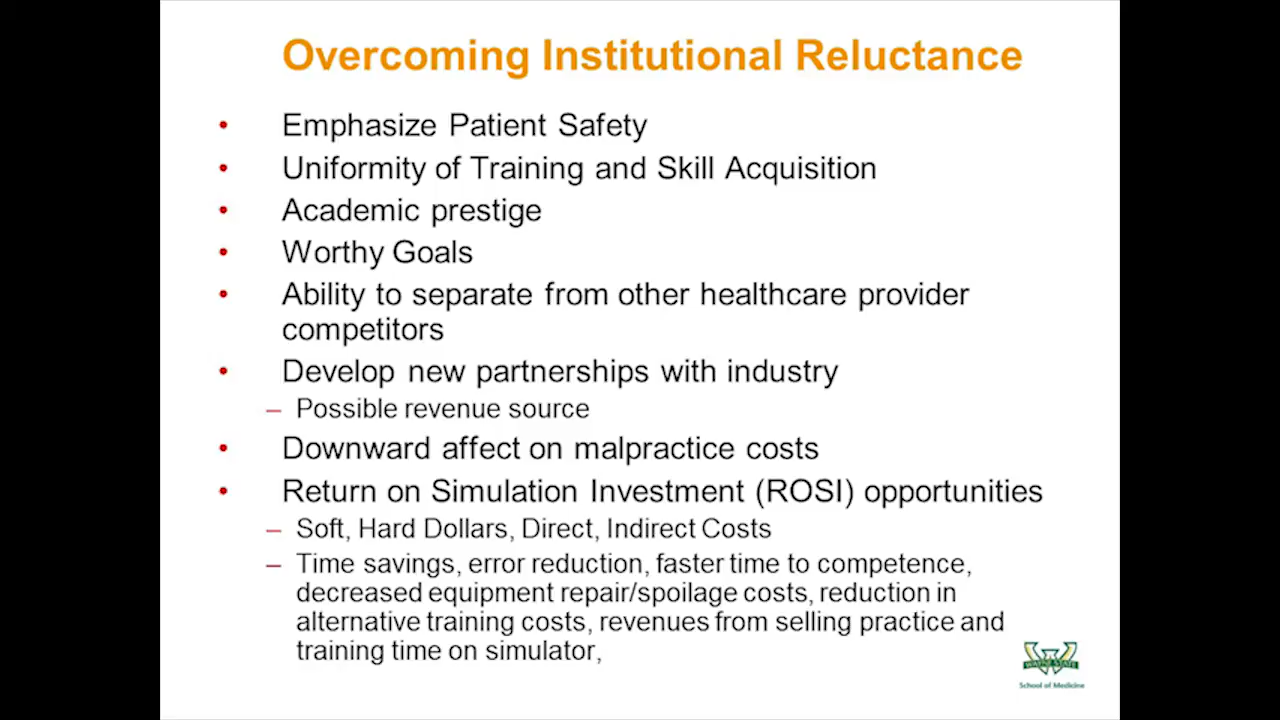 Overcoming Institutional Reluctance
• Emphasize Patient Safety
• Uniformity of Training and Skill Acquisition
• Academic prestige
• Worthy Goals
• Ability to separate from other healthcare provider
competitors
• Develop new partnerships with industry
– Possible revenue source
• Downward affect on malpractice costs
• Return on Simulation Investment (ROSI) opportunities
– Soft, Hard Dollars, Direct, Indirect Costs
– Time savings, error reduction, faster time to competence,
decreased equipment repair/spoilage costs, reduction in
alternative training costs, revenues from selling practice and
training time on simulator,
WAYNE STATE
School of Medicine